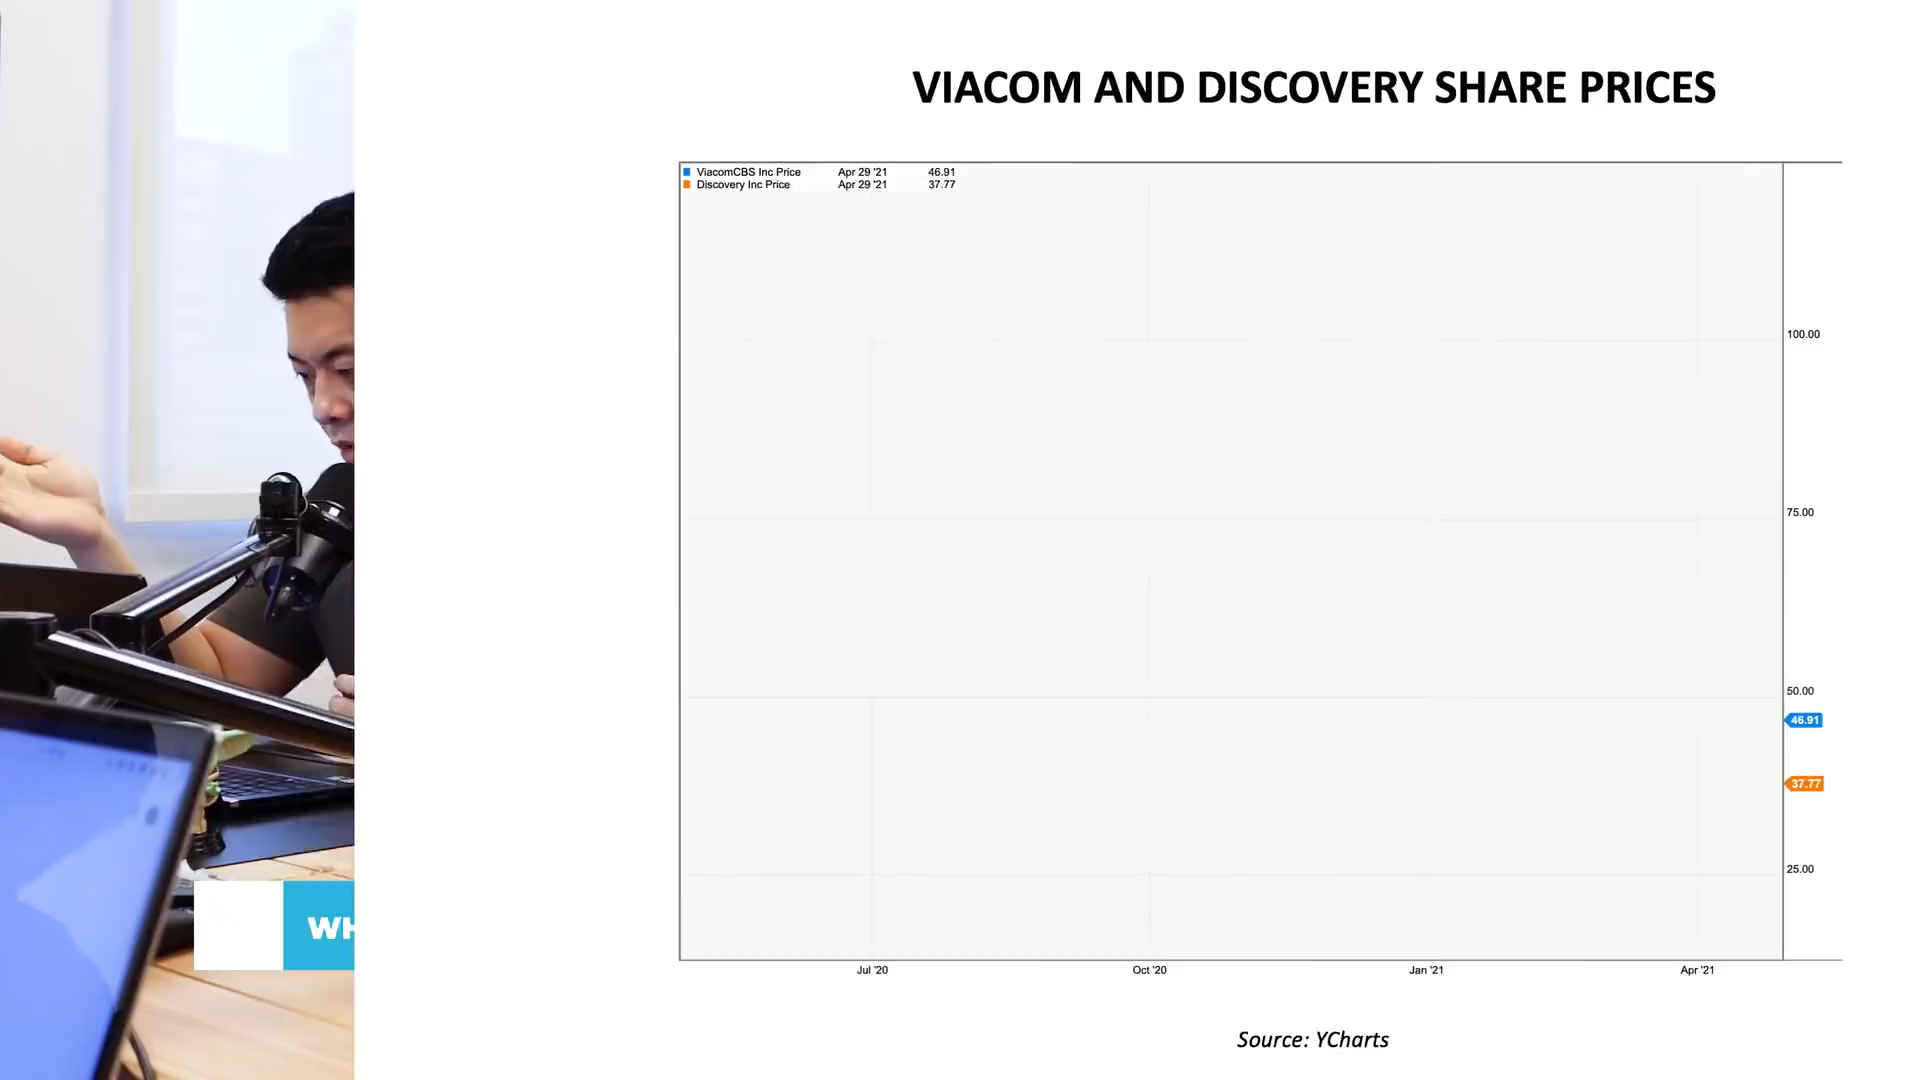 VIACOM AND DISCOVERY SHARE PRICES
ViacomCBS Inc Price Apr 29 '21 46.91
Discovery Inc Price Apr 29 '21 37.77
100.00
75.00
50.00
46.91
37.77
25.00
WH
Jul '20 Oct '20 Jan '21 Apr '21
Source: YCharts